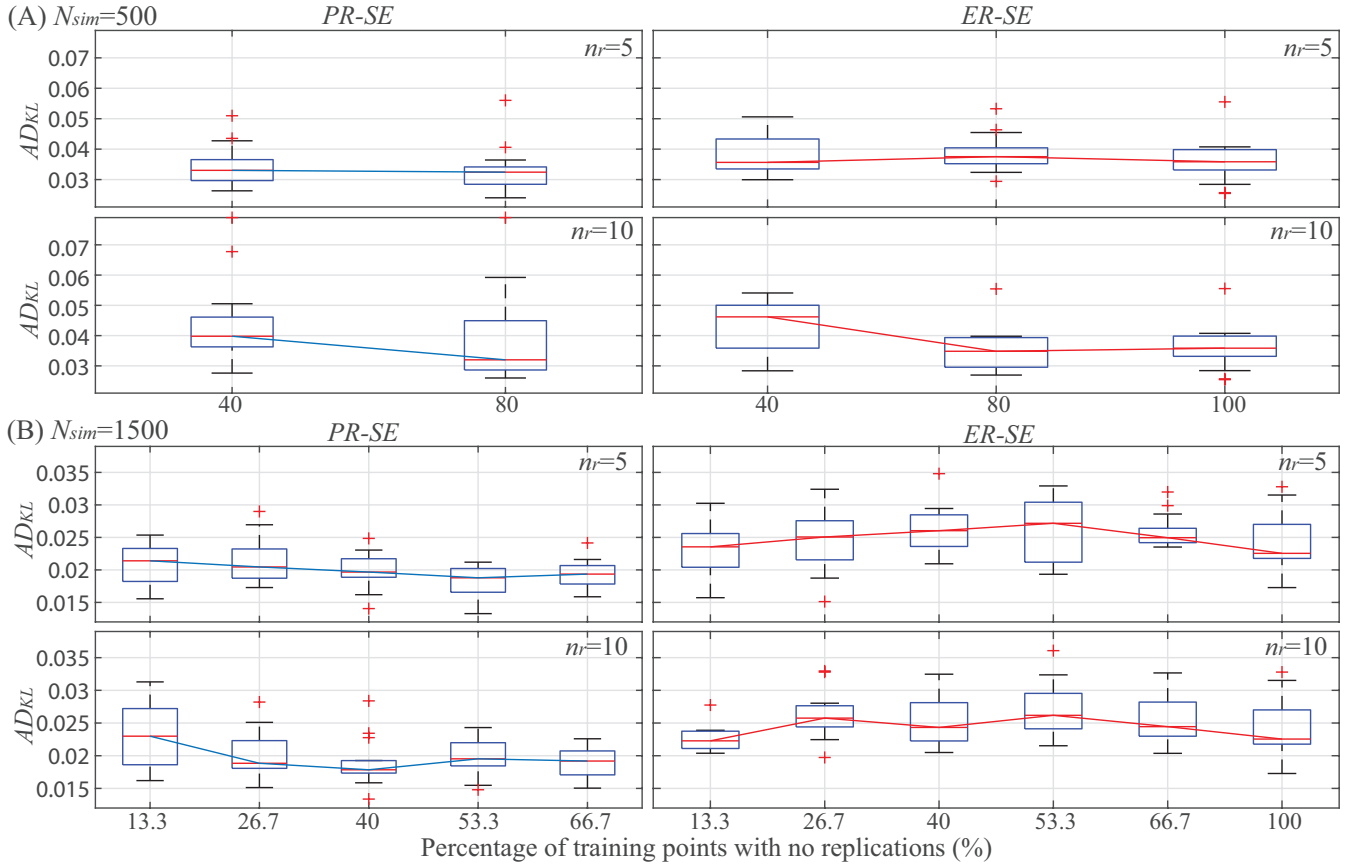 (A) Nsim=500 PR-SE ER-SE
nr=5 nr=5
0.07
0.06
0.05
0.04
0.03
ADKL
nr=10 nr=10
0.07
0.06
0.05
0.04
0.03
ADKL
40 80 40 80 100
(B) Nsim=1500 PR-SE ER-SE
nr=5 nr=5
0.035
0.03
0.025
0.02
0.015
ADKL
nr=10 nr=10
0.035
0.03
0.025
0.02
0.015
ADKL
13.3 26.7 40 53.3 66.7 13.3 26.7 40 53.3 66.7 100
Percentage of training points with no replications (%)